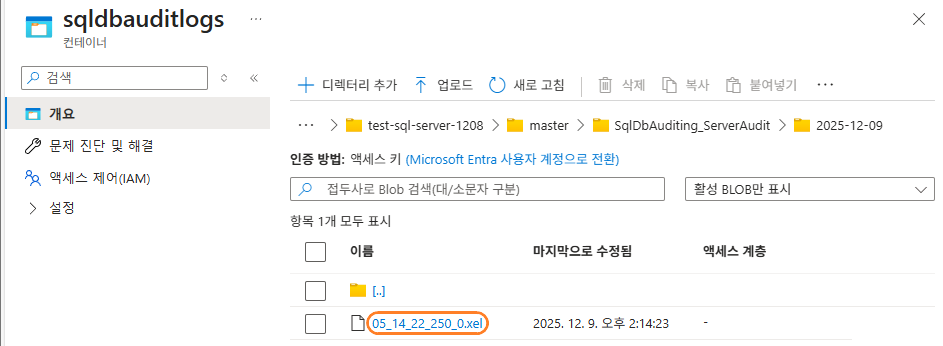 sqldbauditlogs ...
컨테이너
검색 «
개요
문제 진단 및 해결
액세스 제어(IAM)
설정
디렉터리 추가 업로드 새로 고침 삭제 복사 붙여넣기 ...
... > test-sql-server-1208 > master > SqlDbAuditing_ServerAudit > 2025-12-09
인증 방법: 액세스 키 (Microsoft Entra 사용자 계정으로 전환)
접두사로 Blob 검색(대/소문자 구분) 활성 BLOB만 표시
항목 1개 모두 표시
이름 마지막으로 수정됨 액세스 계층
[..]
05_14_22_250_0.xel 2025. 12. 9. 오후 2:14:23 -